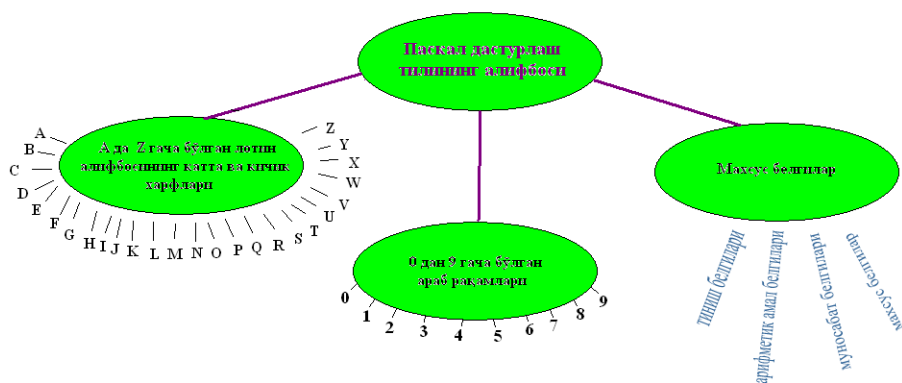 Паскал дастурлаш
тилининг алифбоси
А да Z гача бўлган лотин
алифбосининг катта ва кичик
харфлари
A
B
C
D
E
F
G
H
I
J
K
L
M
N
O
P
Q
R
S
T
U
V
W
X
Y
Z
0 дан 9 гача бўлган
араб рақамлари
0
1
2
3
4
5
6
7
8
9
Махсус белгилар
тиниш белгилари
арифметик амал белгилари
муносабат белгилари
махсус белгилар